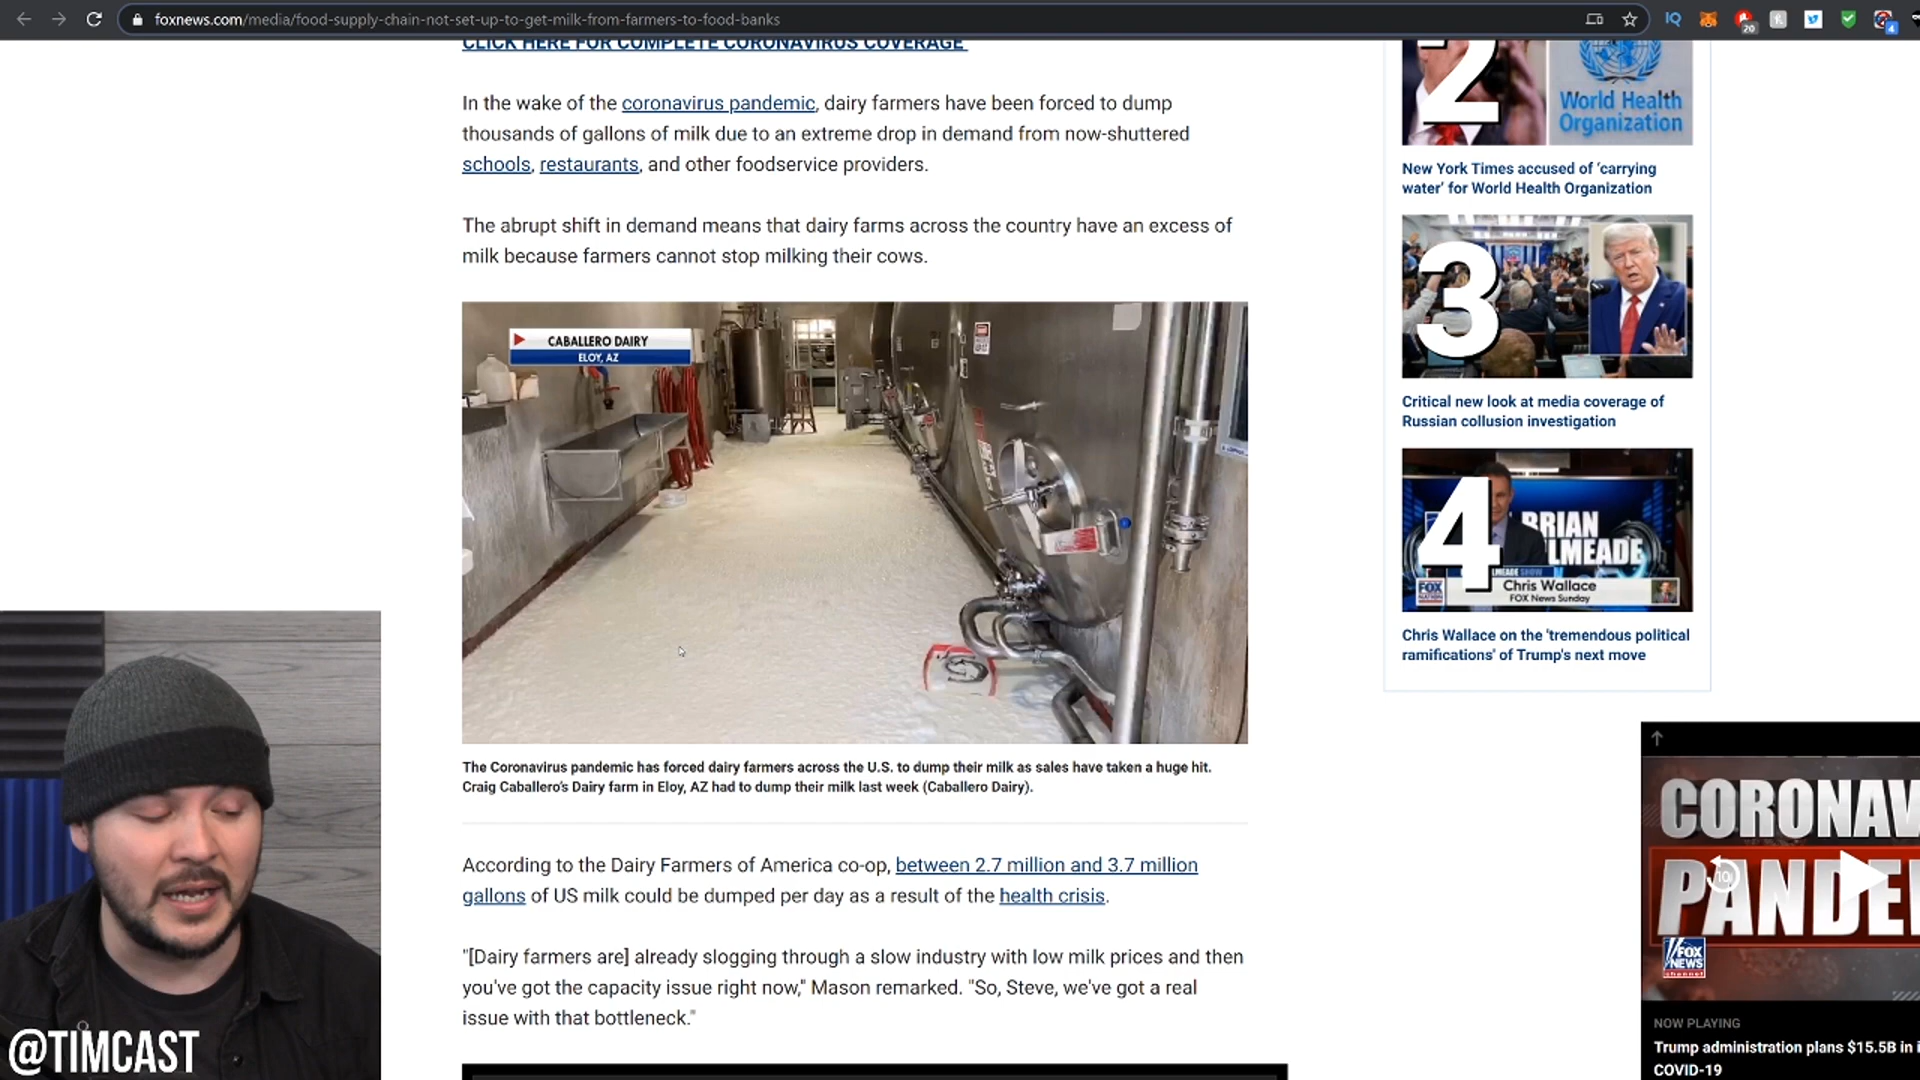 foxnews.com/media/food-supply-chain-not-set-up-to-get-milk-from-farmers-to-food-banks
IQ
20
4
CLICK HERE FOR COMPLETE CORONAVIRUS COVERAGE
In the wake of the coronavirus pandemic, dairy farmers have been forced to dump
thousands of gallons of milk due to an extreme drop in demand from now-shuttered
schools, restaurants, and other foodservice providers.
The abrupt shift in demand means that dairy farms across the country have an excess of
milk because farmers cannot stop milking their cows.
CABALLERO DAIRY
ELOY, AZ
The Coronavirus pandemic has forced dairy farmers across the U.S. to dump their milk as sales have taken a huge hit.
Craig Caballero's Dairy farm in Eloy, AZ had to dump their milk last week (Caballero Dairy).
According to the Dairy Farmers of America co-op, between 2.7 million and 3.7 million
gallons of US milk could be dumped per day as a result of the health crisis.
"[Dairy farmers are] already slogging through a slow industry with low milk prices and then
you've got the capacity issue right now," Mason remarked. "So, Steve, we've got a real
issue with that bottleneck."
2
World Health
Organization
New York Times accused of 'carrying
water' for World Health Organization
3
Critical new look at media coverage of
Russian collusion investigation
4
BRIAN
LMEADE
LMEADE SHOW
FOX
Chris Wallace
FOX News Sunday
Chris Wallace on the 'tremendous political
ramifications' of Trump's next move
CORONAV
PANDE
10
FOX
NEWS
channel
NOW PLAYING
Trump administration plans $15.5B in i
COVID-19
@TIMCAST